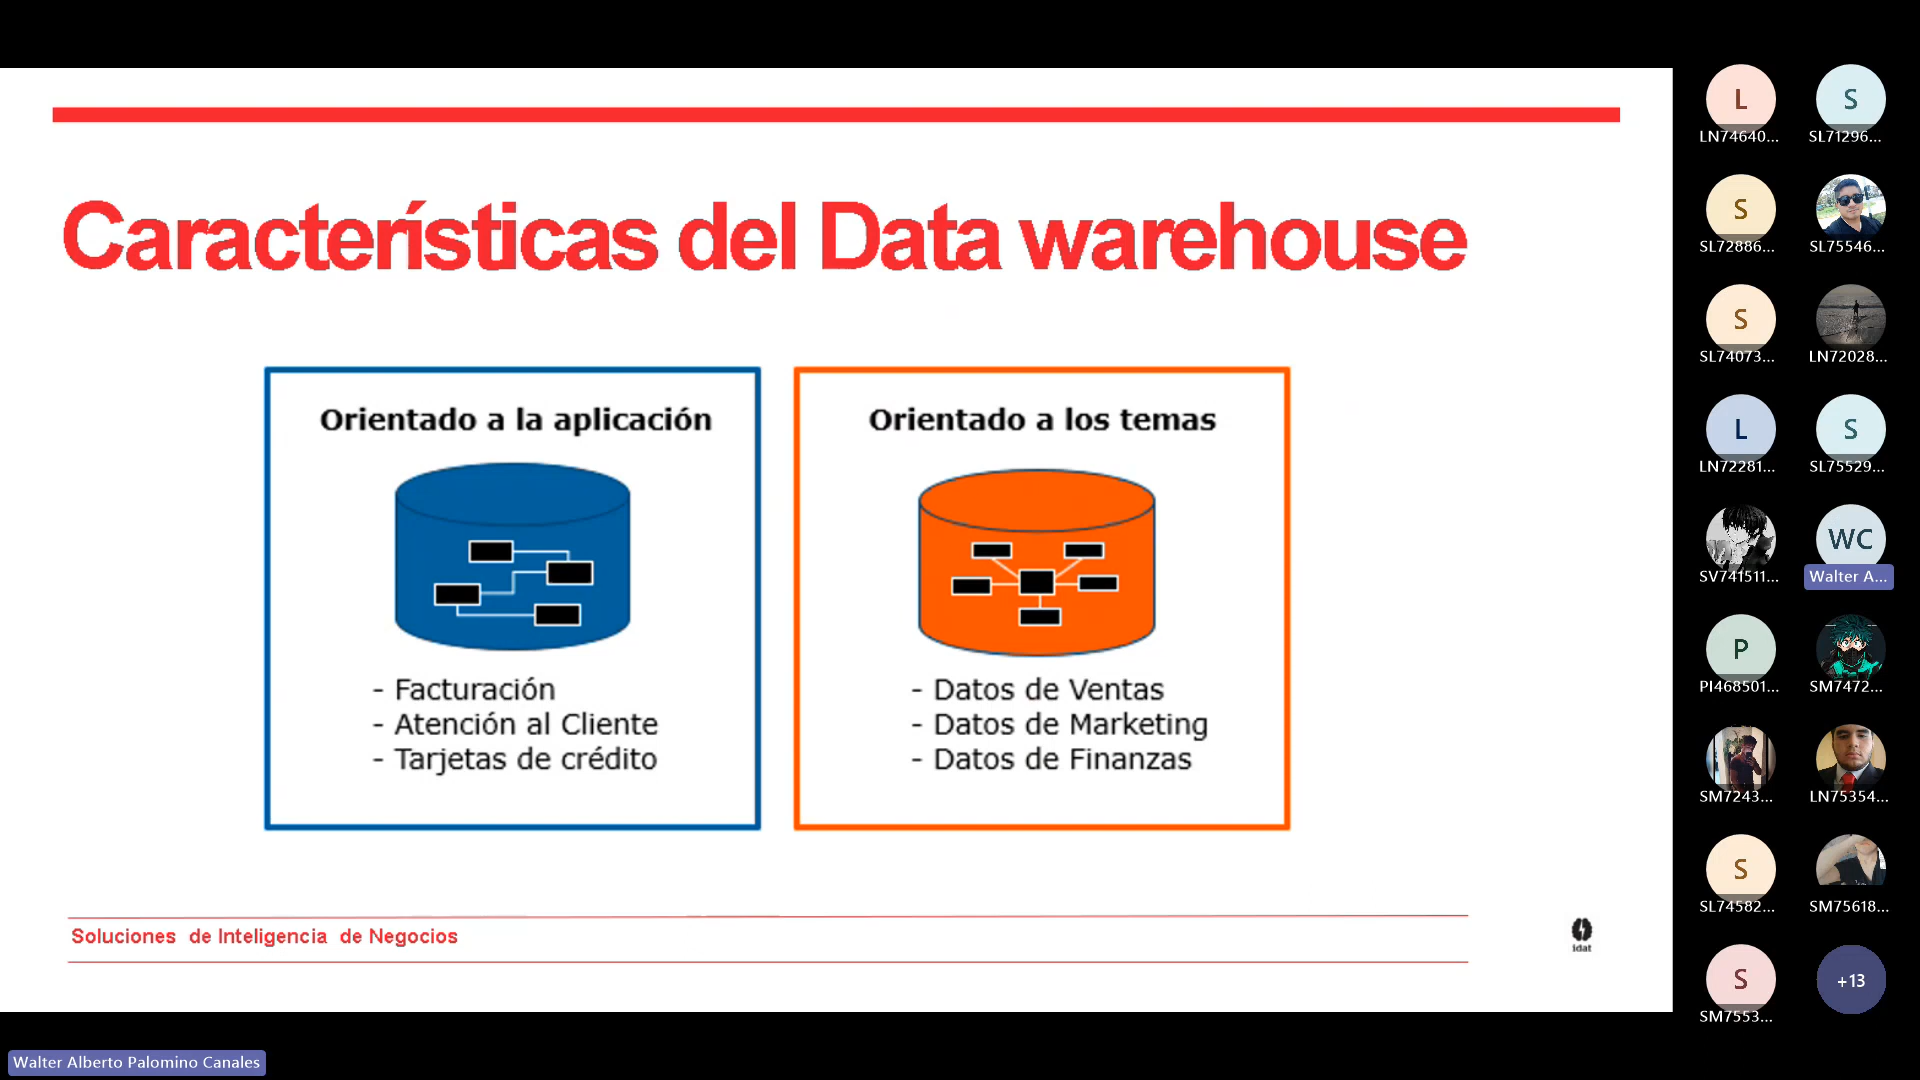 Características del Data warehouse
Orientado a la aplicación
- Facturación
- Atención al Cliente
- Tarjetas de crédito
Orientado a los temas
- Datos de Ventas
- Datos de Marketing
- Datos de Finanzas
Soluciones de Inteligencia de Negocios
idat
Walter Alberto Palomino Canales
L
LN74640...
S
SL71296...
S
SL72886...
SL75546...
S
SL74073...
LN72028...
L
LN72281...
S
SL75529...
SV741511...
WC
Walter A...
P
PI468501...
SM7472...
SM7243...
LN75354...
S
SL74582...
SM75618...
S
SM7553...
+13